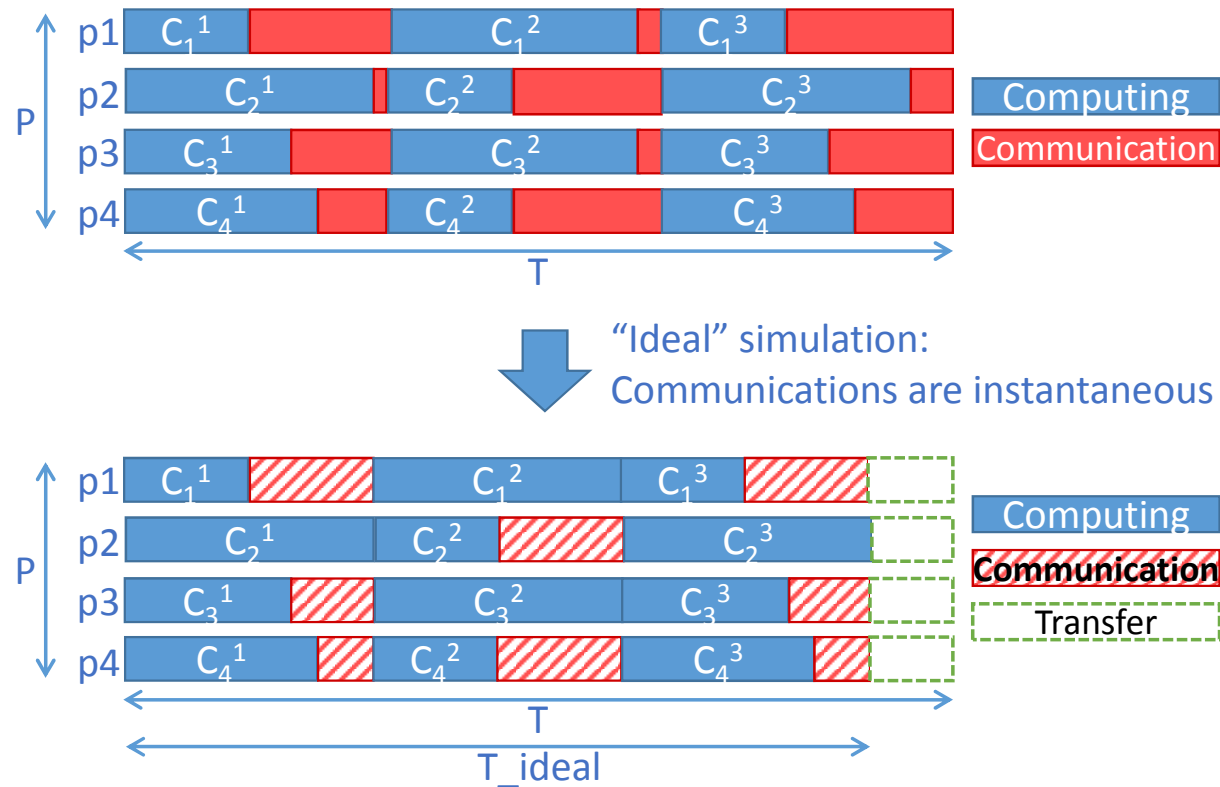 p1 C₁¹ C₁² C₁³
p2 C₂¹ C₂² C₂³ Computing
P
p3 C₃¹ C₃² C₃³ Communication
p4 C₄¹ C₄² C₄³
T
“Ideal” simulation:
Communications are instantaneous
p1 C₁¹ C₁² C₁³
p2 C₂¹ C₂² C₂³ Computing
P Communication
p3 C₃¹ C₃² C₃³ Transfer
p4 C₄¹ C₄² C₄³
T
T_ideal